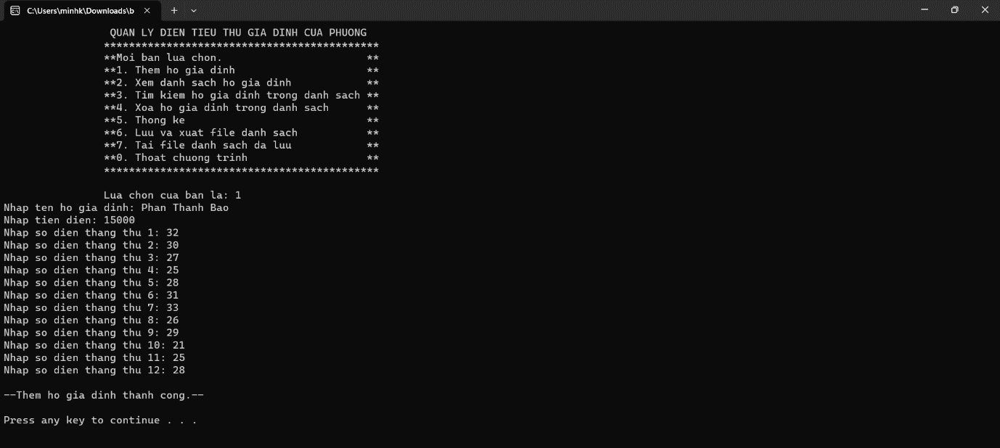 C:\Users\minhk\Downloads\b
QUAN LY DIEN TIEU THU GIA DINH CUA PHUONG
********************************************
**Moi ban lua chon.                       **
**1. Them ho gia dinh                     **
**2. Xem danh sach ho gia dinh            **
**3. Tim kiem ho gia dinh trong danh sach **
**4. Xoa ho gia dinh trong danh sach      **
**5. Thong ke                             **
**6. Luu va xuat file danh sach           **
**7. Tai file danh sach da luu            **
**0. Thoat chuong trinh                   **
********************************************
Lua chon cua ban la: 1
Nhap ten ho gia dinh: Phan Thanh Bao
Nhap tien dien: 15000
Nhap so dien thang thu 1: 32
Nhap so dien thang thu 2: 30
Nhap so dien thang thu 3: 27
Nhap so dien thang thu 4: 25
Nhap so dien thang thu 5: 28
Nhap so dien thang thu 6: 31
Nhap so dien thang thu 7: 33
Nhap so dien thang thu 8: 26
Nhap so dien thang thu 9: 29
Nhap so dien thang thu 10: 21
Nhap so dien thang thu 11: 25
Nhap so dien thang thu 12: 28
--Them ho gia dinh thanh cong.--
Press any key to continue . . .